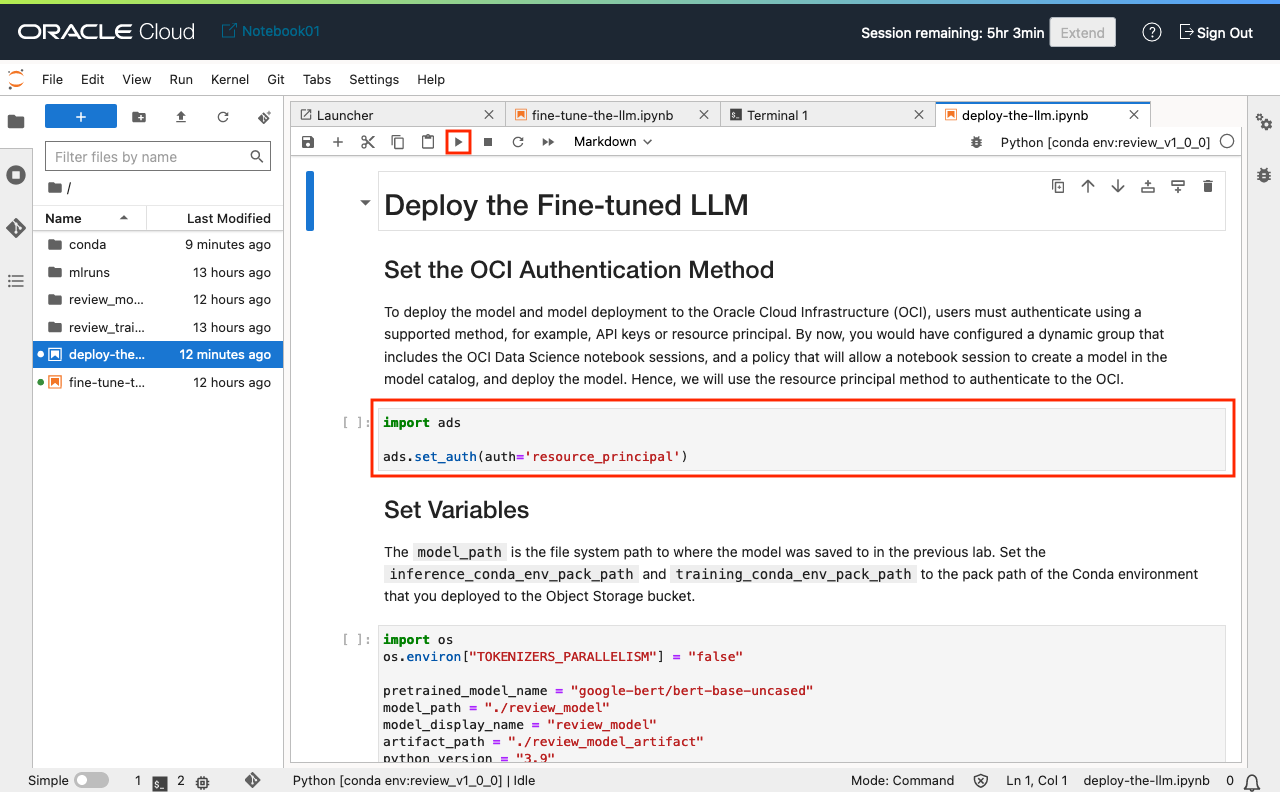 ORACLE Cloud Notebook01 Session remaining: 5hr 3min Extend ? Sign Out
File Edit View Run Kernel Git Tabs Settings Help
Launcher fine-tune-the-llm.ipynb Terminal 1 deploy-the-llm.ipynb
Markdown Python [conda env:review_v1_0_0]
Filter files by name
/
Name Last Modified
conda 9 minutes ago
mlruns 13 hours ago
review_mo... 12 hours ago
review_trai... 13 hours ago
deploy-the... 12 minutes ago
fine-tune-t... 12 hours ago
Deploy the Fine-tuned LLM
Set the OCI Authentication Method
To deploy the model and model deployment to the Oracle Cloud Infrastructure (OCI), users must authenticate using a
supported method, for example, API keys or resource principal. By now, you would have configured a dynamic group that
includes the OCI Data Science notebook sessions, and a policy that will allow a notebook session to create a model in the
model catalog, and deploy the model. Hence, we will use the resource principal method to authenticate to the OCI.
[ ]: import ads
ads.set_auth(auth='resource_principal')
Set Variables
The model_path is the file system path to where the model was saved to in the previous lab. Set the
inference_conda_env_pack_path and training_conda_env_pack_path to the pack path of the Conda environment
that you deployed to the Object Storage bucket.
[ ]: import os
os.environ["TOKENIZERS_PARALLELISM"] = "false"
pretrained_model_name = "google-bert/bert-base-uncased"
model_path = "./review_model"
model_display_name = "review_model"
artifact_path = "./review_model_artifact"
python_version = "3.9"
Simple 1 $_ 2 Python [conda env:review_v1_0_0] | Idle Mode: Command Ln 1, Col 1 deploy-the-llm.ipynb 0